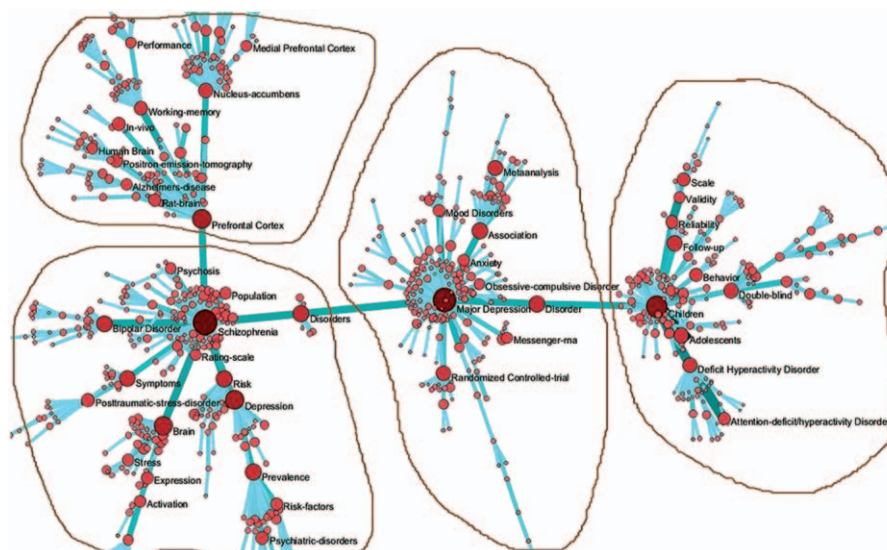 Performance
Medial Prefrontal Cortex
Nucleus-accumbens
Working-memory
In-vivo
Human Brain
Positron-emission-tomography
Alzheimers-disease
Rat-brain
Prefrontal Cortex
Psychosis
Population
Bipolar Disorder
Schizophrenia
Disorders
Rating-scale
Symptoms
Risk
Posttraumatic-stress-disorder
Depression
Brain
Stress
Expression
Prevalence
Activation
Risk-factors
Psychiatric-disorders
Metaanalysis
Mood Disorders
Association
Anxiety
Obsessive-compulsive Disorder
Major Depression
Disorder
Messenger-rna
Randomized Controlled-trial
Scale
Validity
Reliability
Follow-up
Behavior
Double-blind
Children
Adolescents
Deficit Hyperactivity Disorder
Attention-deficit/hyperactivity Disorde